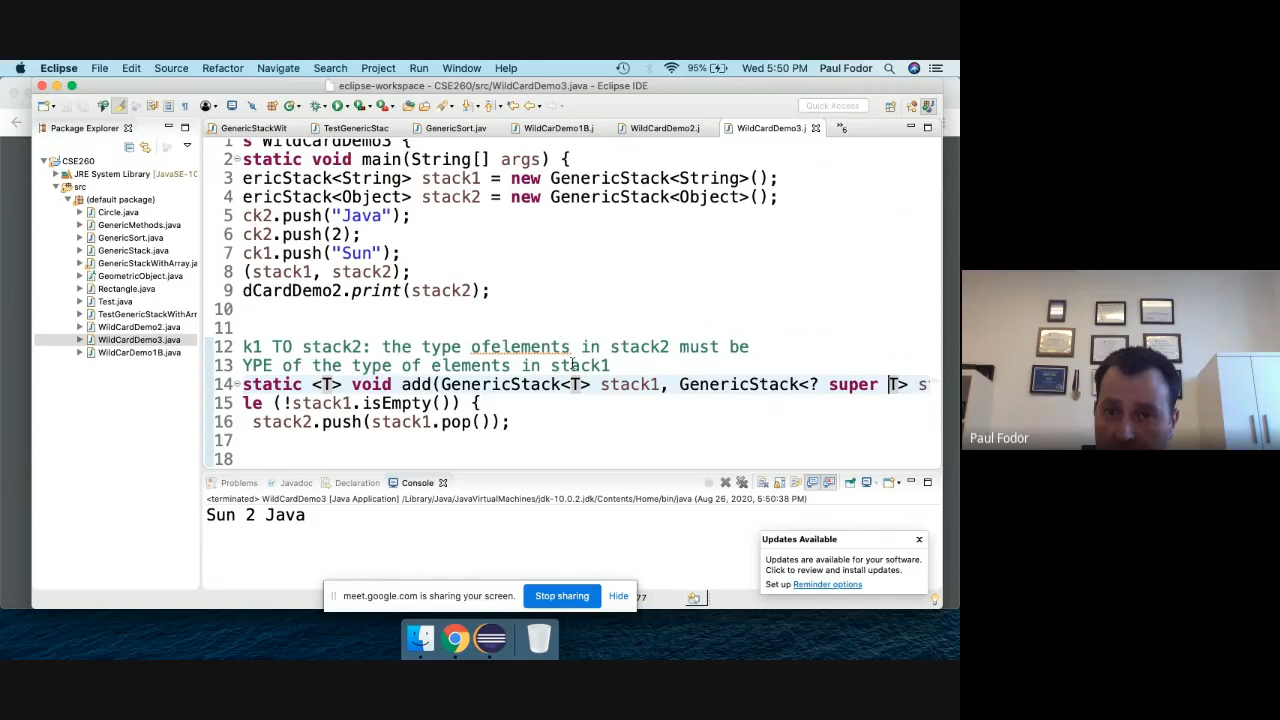 Eclipse File Edit Source Refactor Navigate Search Project Run Window Help 95% Wed 5:50 PM Paul Fodor
eclipse-workspace - CSE260/src/WildCardDemo3.java - Eclipse IDE
Quick Access
Package Explorer
GenericStackWit TestGenericStac GenericSort.jav WildCarDemo1B.j WildCardDemo2.j WildCardDemo3.j »6
CSE260
JRE System Library [JavaSE-10
src
(default package)
Circle.java
GenericMethods.java
GenericSort.java
GenericStack.java
GenericStackWithArray.ja
GeometricObject.java
Rectangle.java
Test.java
TestGenericStackWithArr
WildCardDemo2.java
WildCardDemo3.java
WildCarDemo1B.java
1 s WildCardDemo3 {
2 static void main(String[] args) {
3 ericStack<String> stack1 = new GenericStack<String>();
4 ericStack<Object> stack2 = new GenericStack<Object>();
5 ck2.push("Java");
6 ck2.push(2);
7 ck1.push("Sun");
8 (stack1, stack2);
9 dCardDemo2.print(stack2);
10
11
12 k1 TO stack2: the type ofelements in stack2 must be
13 YPE of the type of elements in stack1
14 static <T> void add(GenericStack<T> stack1, GenericStack<? super T> s
15 le (!stack1.isEmpty()) {
16 stack2.push(stack1.pop());
17
18
Problems Javadoc Declaration Console
<terminated> WildCardDemo3 [Java Application] /Library/Java/JavaVirtualMachines/jdk-10.0.2.jdk/Contents/Home/bin/java (Aug 26, 2020, 5:50:38 PM)
Sun 2 Java
Updates Available
Updates are available for your software.
Click to review and install updates.
Set up Reminder options
meet.google.com is sharing your screen. Stop sharing Hide
77
Paul Fodor